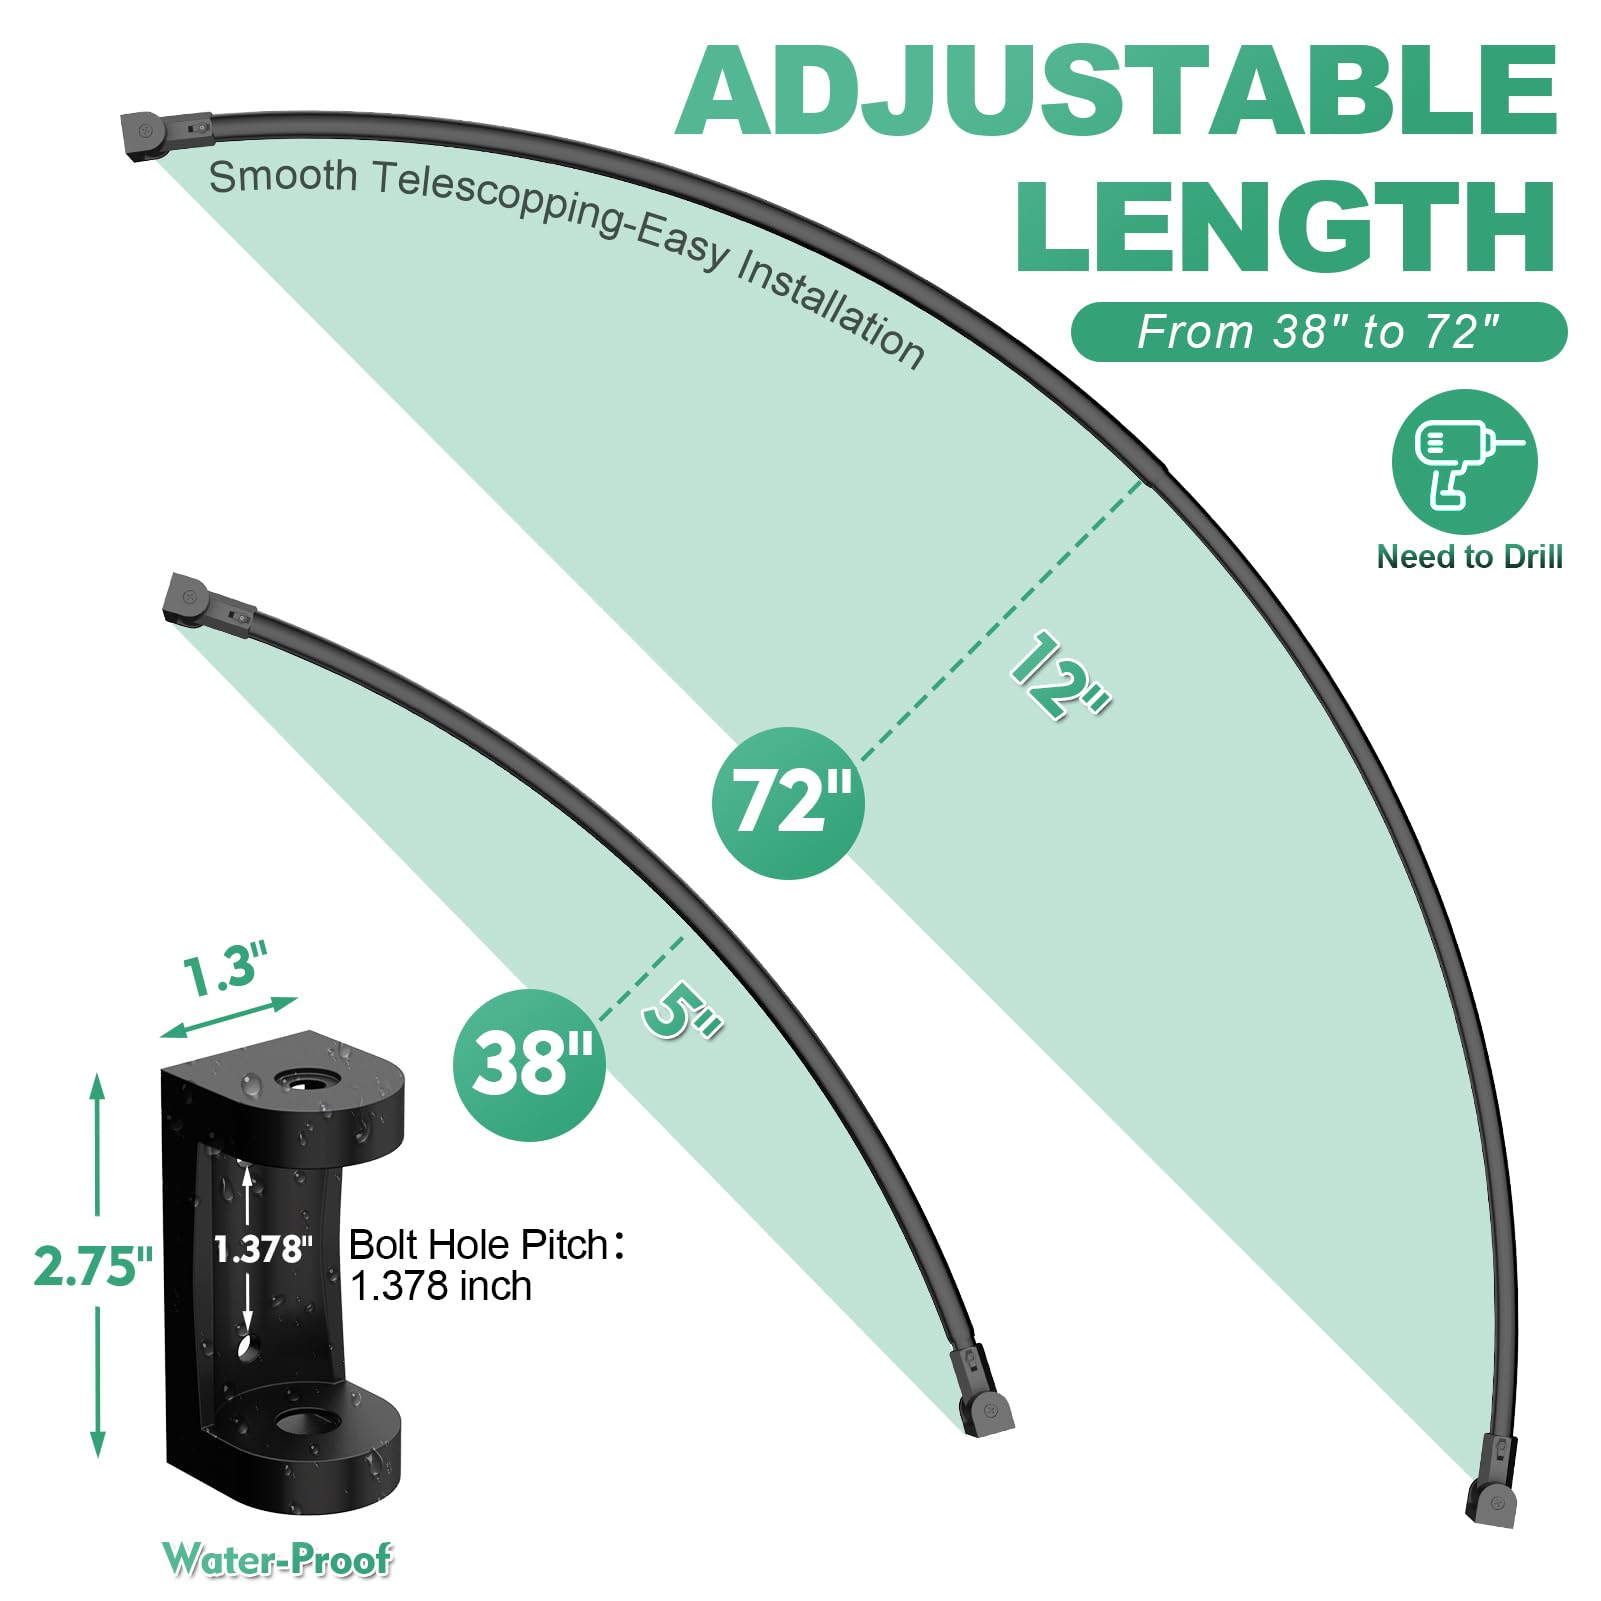 ADJUSTABLE
LENGTH
From 38" to 72"
Smooth Telescopping-Easy Installation
Need to Drill
12"
72"
5"
38"
1.3"
2.75"
1.378"
Bolt Hole Pitch:
1.378 inch
Water-Proof